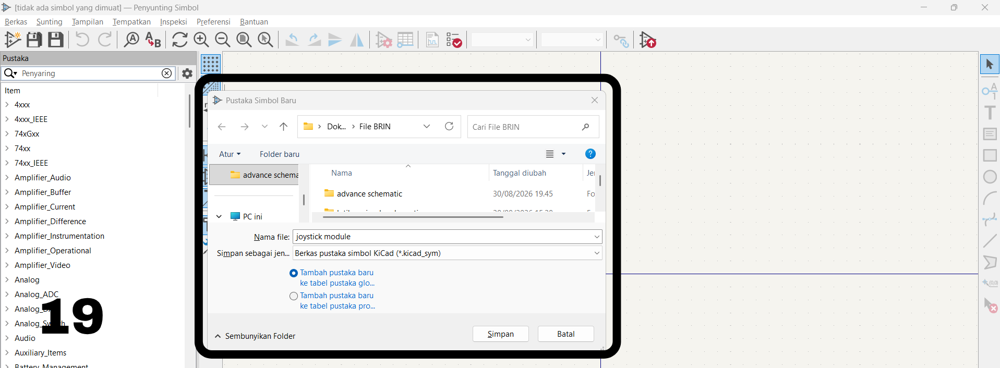 [tidak ada simbol yang dimuat] — Penyunting Simbol
Berkas Sunting Tampilan Tempatkan Inspeksi Preferensi Bantuan
Pustaka
Penyaring
Item
4xxx
4xxx_IEEE
74xGxx
74xx
74xx_IEEE
Amplifier_Audio
Amplifier_Buffer
Amplifier_Current
Amplifier_Difference
Amplifier_Instrumentation
Amplifier_Operational
Amplifier_Video
Analog
Analog_ADC
Audio
Auxiliary_Items
Battery_Management
19
Pustaka Simbol Baru
Dok... File BRIN
Cari File BRIN
Atur Folder baru
advance schema
PC ini
Nama Tanggal diubah Je
advance schematic 30/08/2026 19.45 Fo
Nama file: joystick module
Simpan sebagai jen... Berkas pustaka simbol KiCad (*.kicad_sym)
Tambah pustaka baru
ke tabel pustaka glo...
Tambah pustaka baru
ke tabel pustaka pro...
Sembunyikan Folder
Simpan Batal